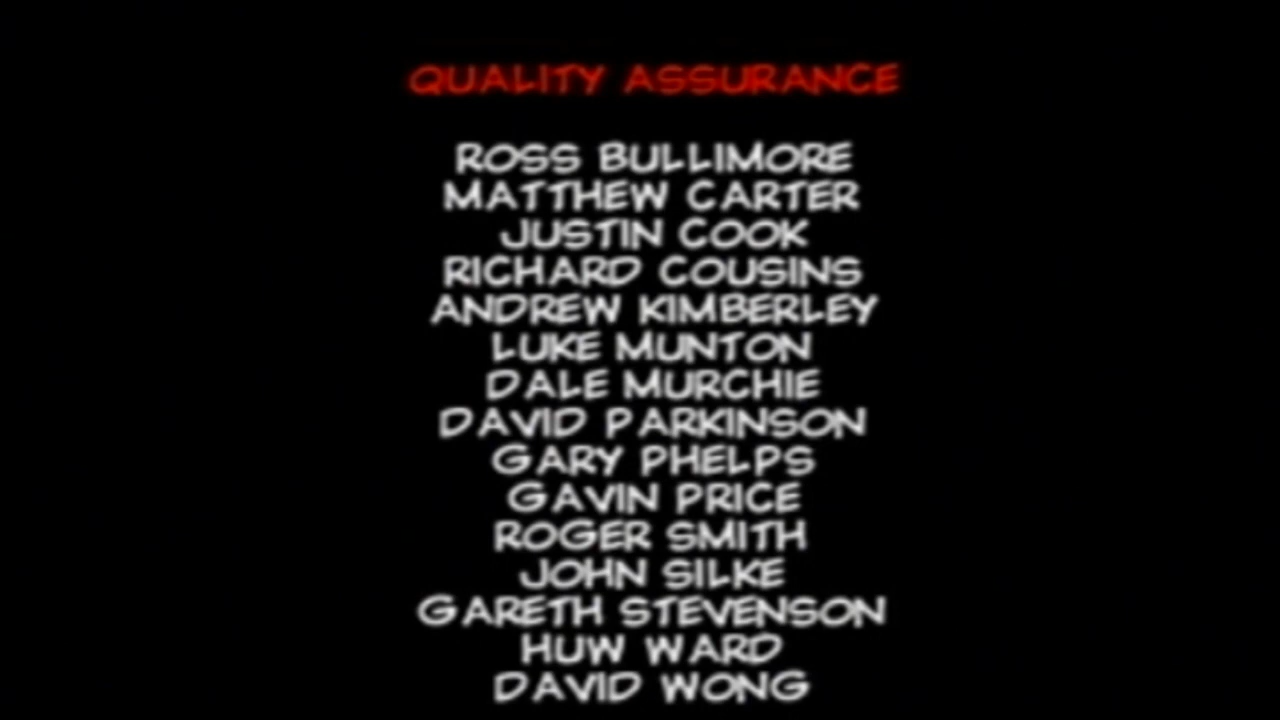 QUALITY ASSURANCE
ROSS BULLIMORE
MATTHEW CARTER
JUSTIN COOK
RICHARD COUSINS
ANDREW KIMBERLEY
LUKE MUNTON
DALE MURCHIE
DAVID PARKINSON
GARY PHELPS
GAVIN PRICE
ROGER SMITH
JOHN SILKE
GARETH STEVENSON
HUW WARD
DAVID WONG